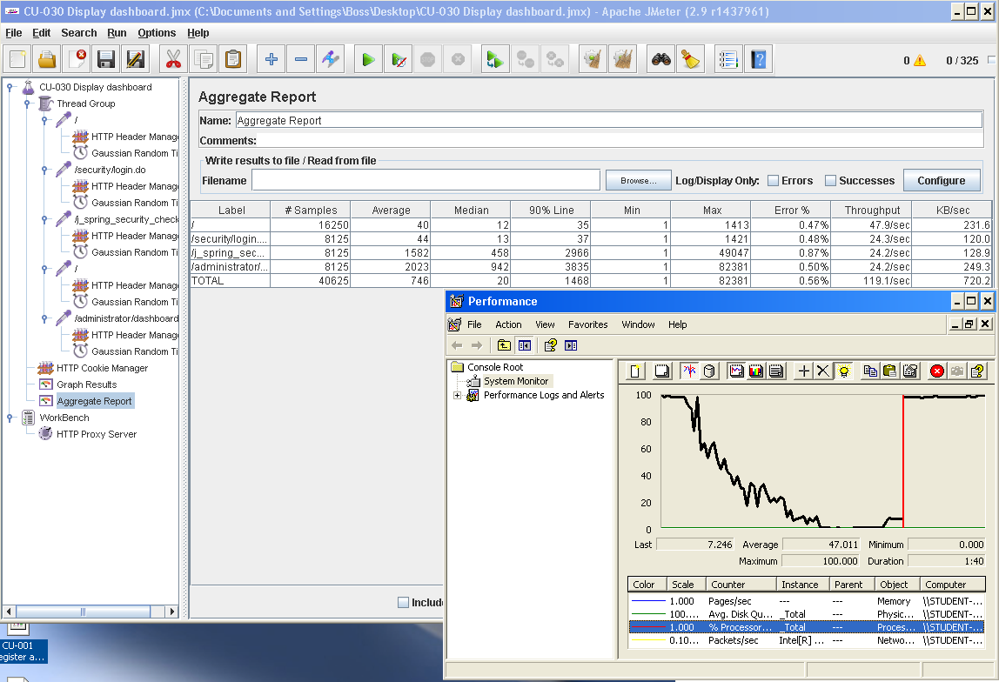 CU-030 Display dashboard.jmx (C:\Documents and Settings\Boss\Desktop\CU-030 Display dashboard.jmx) - Apache JMeter (2.9 r1437961)
File Edit Search Run Options Help
0 0 / 325
CU-030 Display dashboard
Thread Group
/
HTTP Header Manag
Gaussian Random Ti
/security/login.do
HTTP Header Manag
Gaussian Random Ti
/j_spring_security_check
HTTP Header Manag
Gaussian Random Ti
/
HTTP Header Manag
Gaussian Random Ti
/administrator/dashboard
HTTP Header Manag
Gaussian Random Ti
HTTP Cookie Manager
Graph Results
Aggregate Report
WorkBench
HTTP Proxy Server
Aggregate Report
Name: Aggregate Report
Comments:
Write results to file / Read from file
Filename Browse... Log/Display Only: Errors Successes Configure
Label # Samples Average Median 90% Line Min Max Error % Throughput KB/sec
/ 16250 40 12 35 1 1413 0.47% 47.9/sec 231.6
/security/login.... 8125 44 13 37 1 1421 0.48% 24.3/sec 120.0
/j_spring_sec... 8125 1582 458 2966 1 49047 0.87% 24.2/sec 128.9
/administrator/... 8125 2023 942 3835 1 82381 0.50% 24.2/sec 249.3
TOTAL 40625 746 20 1468 1 82381 0.56% 119.1/sec 720.2
Includ
Performance
File Action View Favorites Window Help
Console Root
System Monitor
Performance Logs and Alerts
100
80
60
40
20
0
Last 7.246 Average 47.011 Minimum 0.000
Maximum 100.000 Duration 1:40
Color Scale Counter Instance Parent Object Computer
1.000 Pages/sec --- --- Memory \\STUDENT-...
100.... Avg. Disk Qu... _Total --- Physic... \\STUDENT-...
1.000 % Processor... _Total --- Proces... \\STUDENT-...
0.10... Packets/sec Intel[R] ... --- Netwo... \\STUDENT-...
CU-001
egister a...